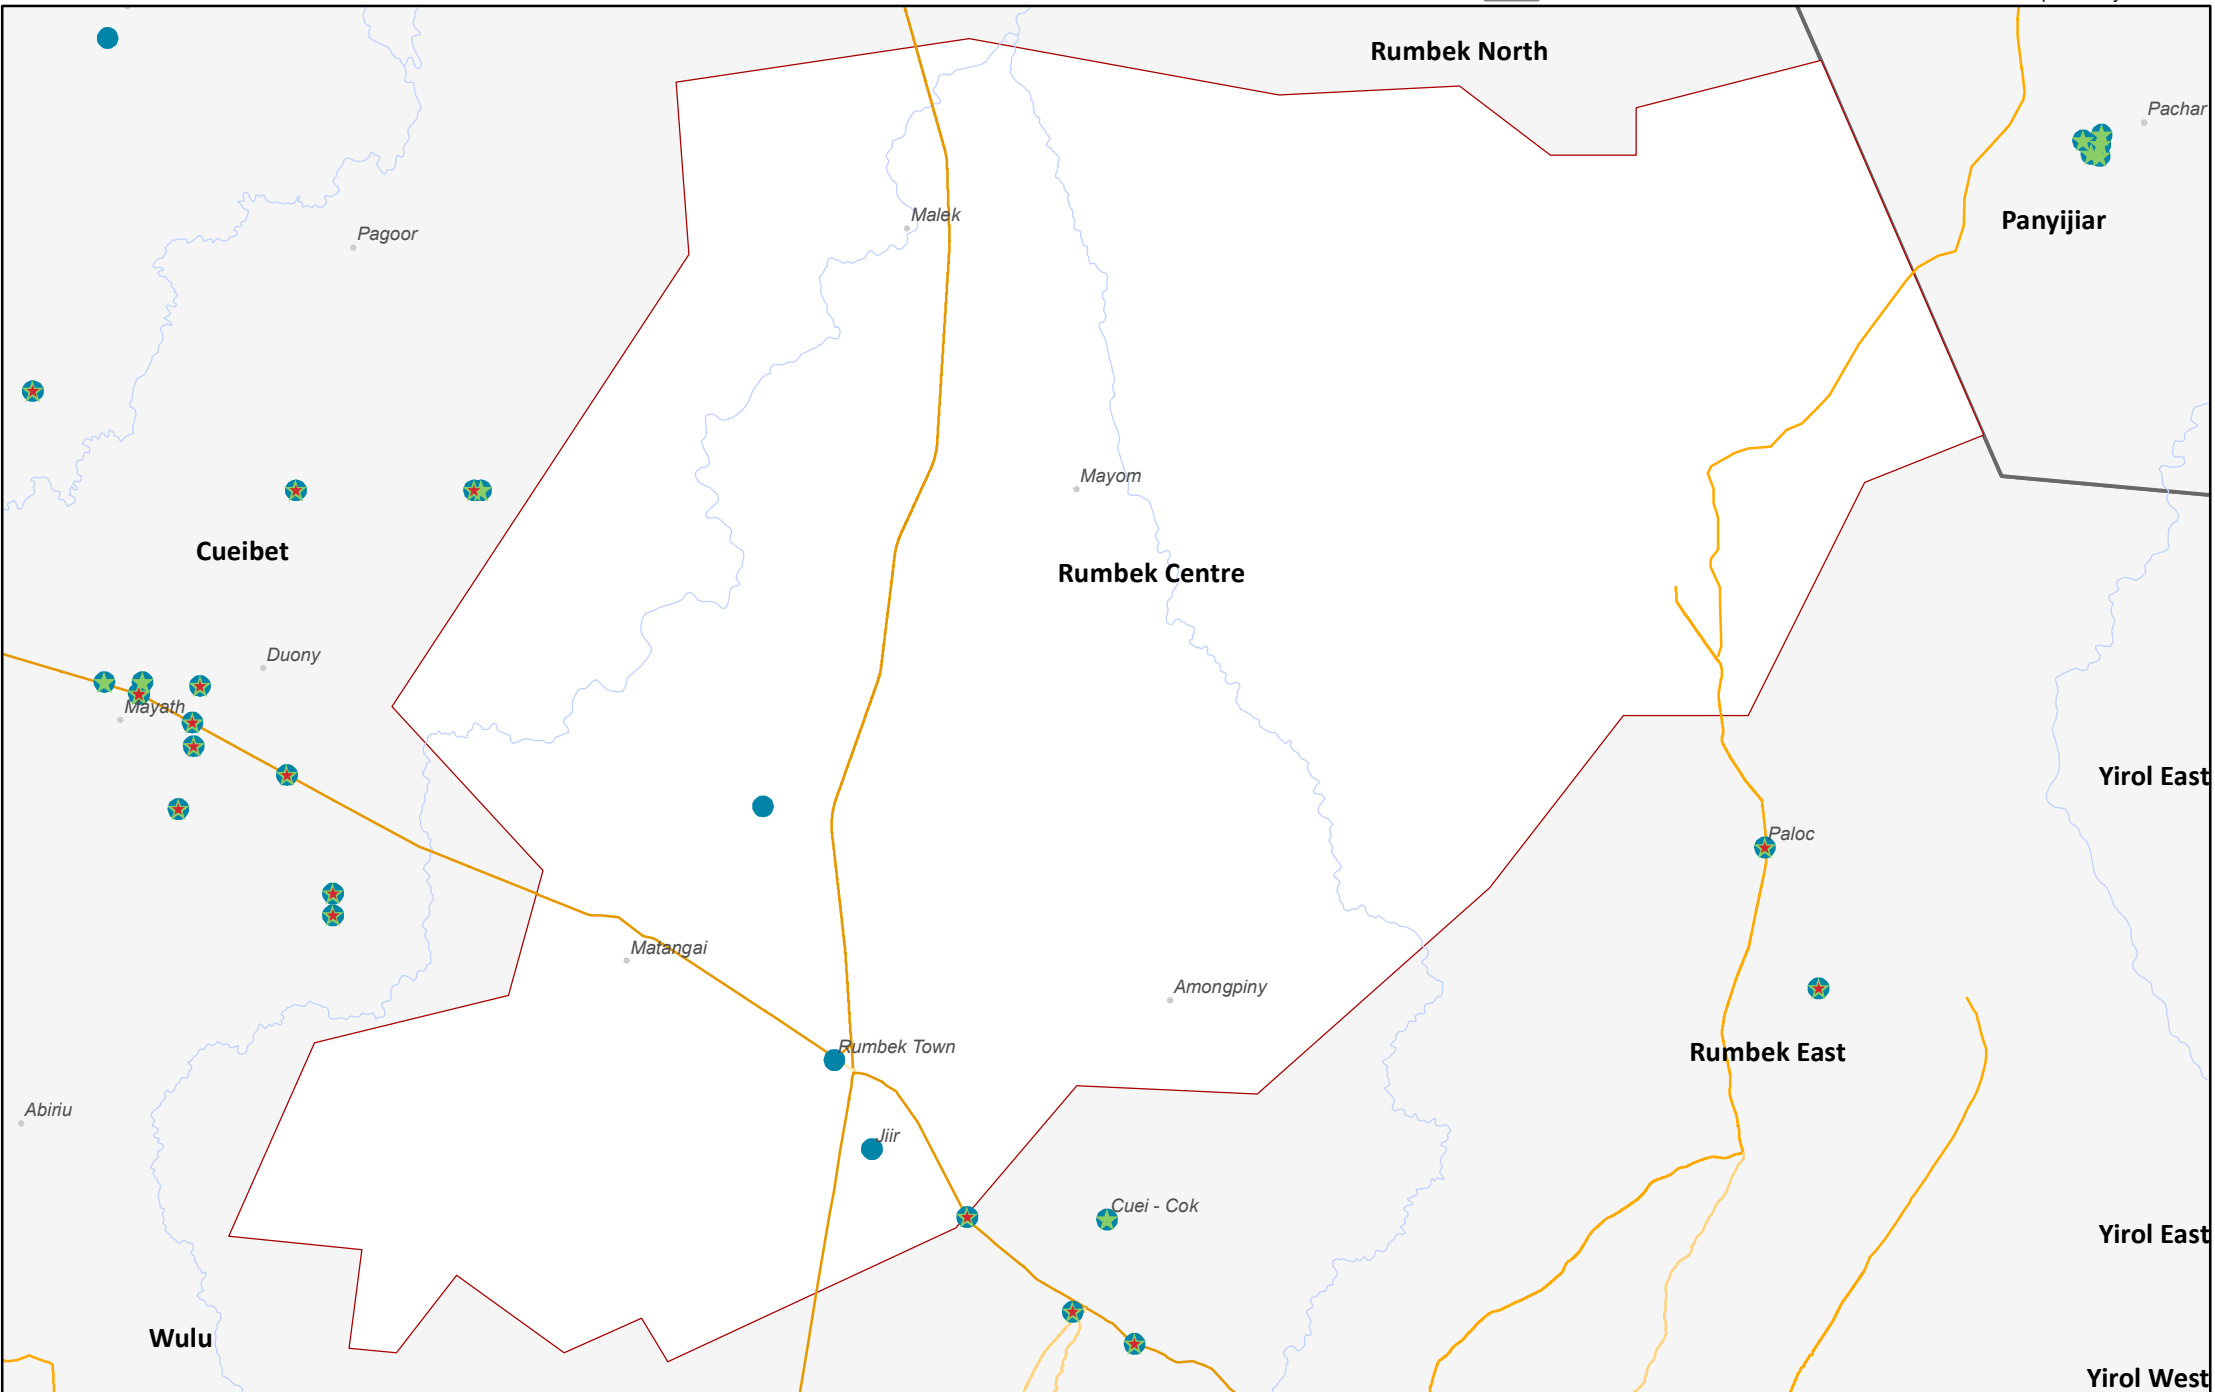 Rumbek North
Pachar
Panyijiar
Malek
Pagoor
Mayom
Cueibet
Rumbek Centre
Duony
Mayath
Yirol East
Paloc
Matangai
Amongpiny
Rumbek Town
Rumbek East
Abiriu
Jiir
Cuei - Cok
Yirol East
Wulu
Yirol West